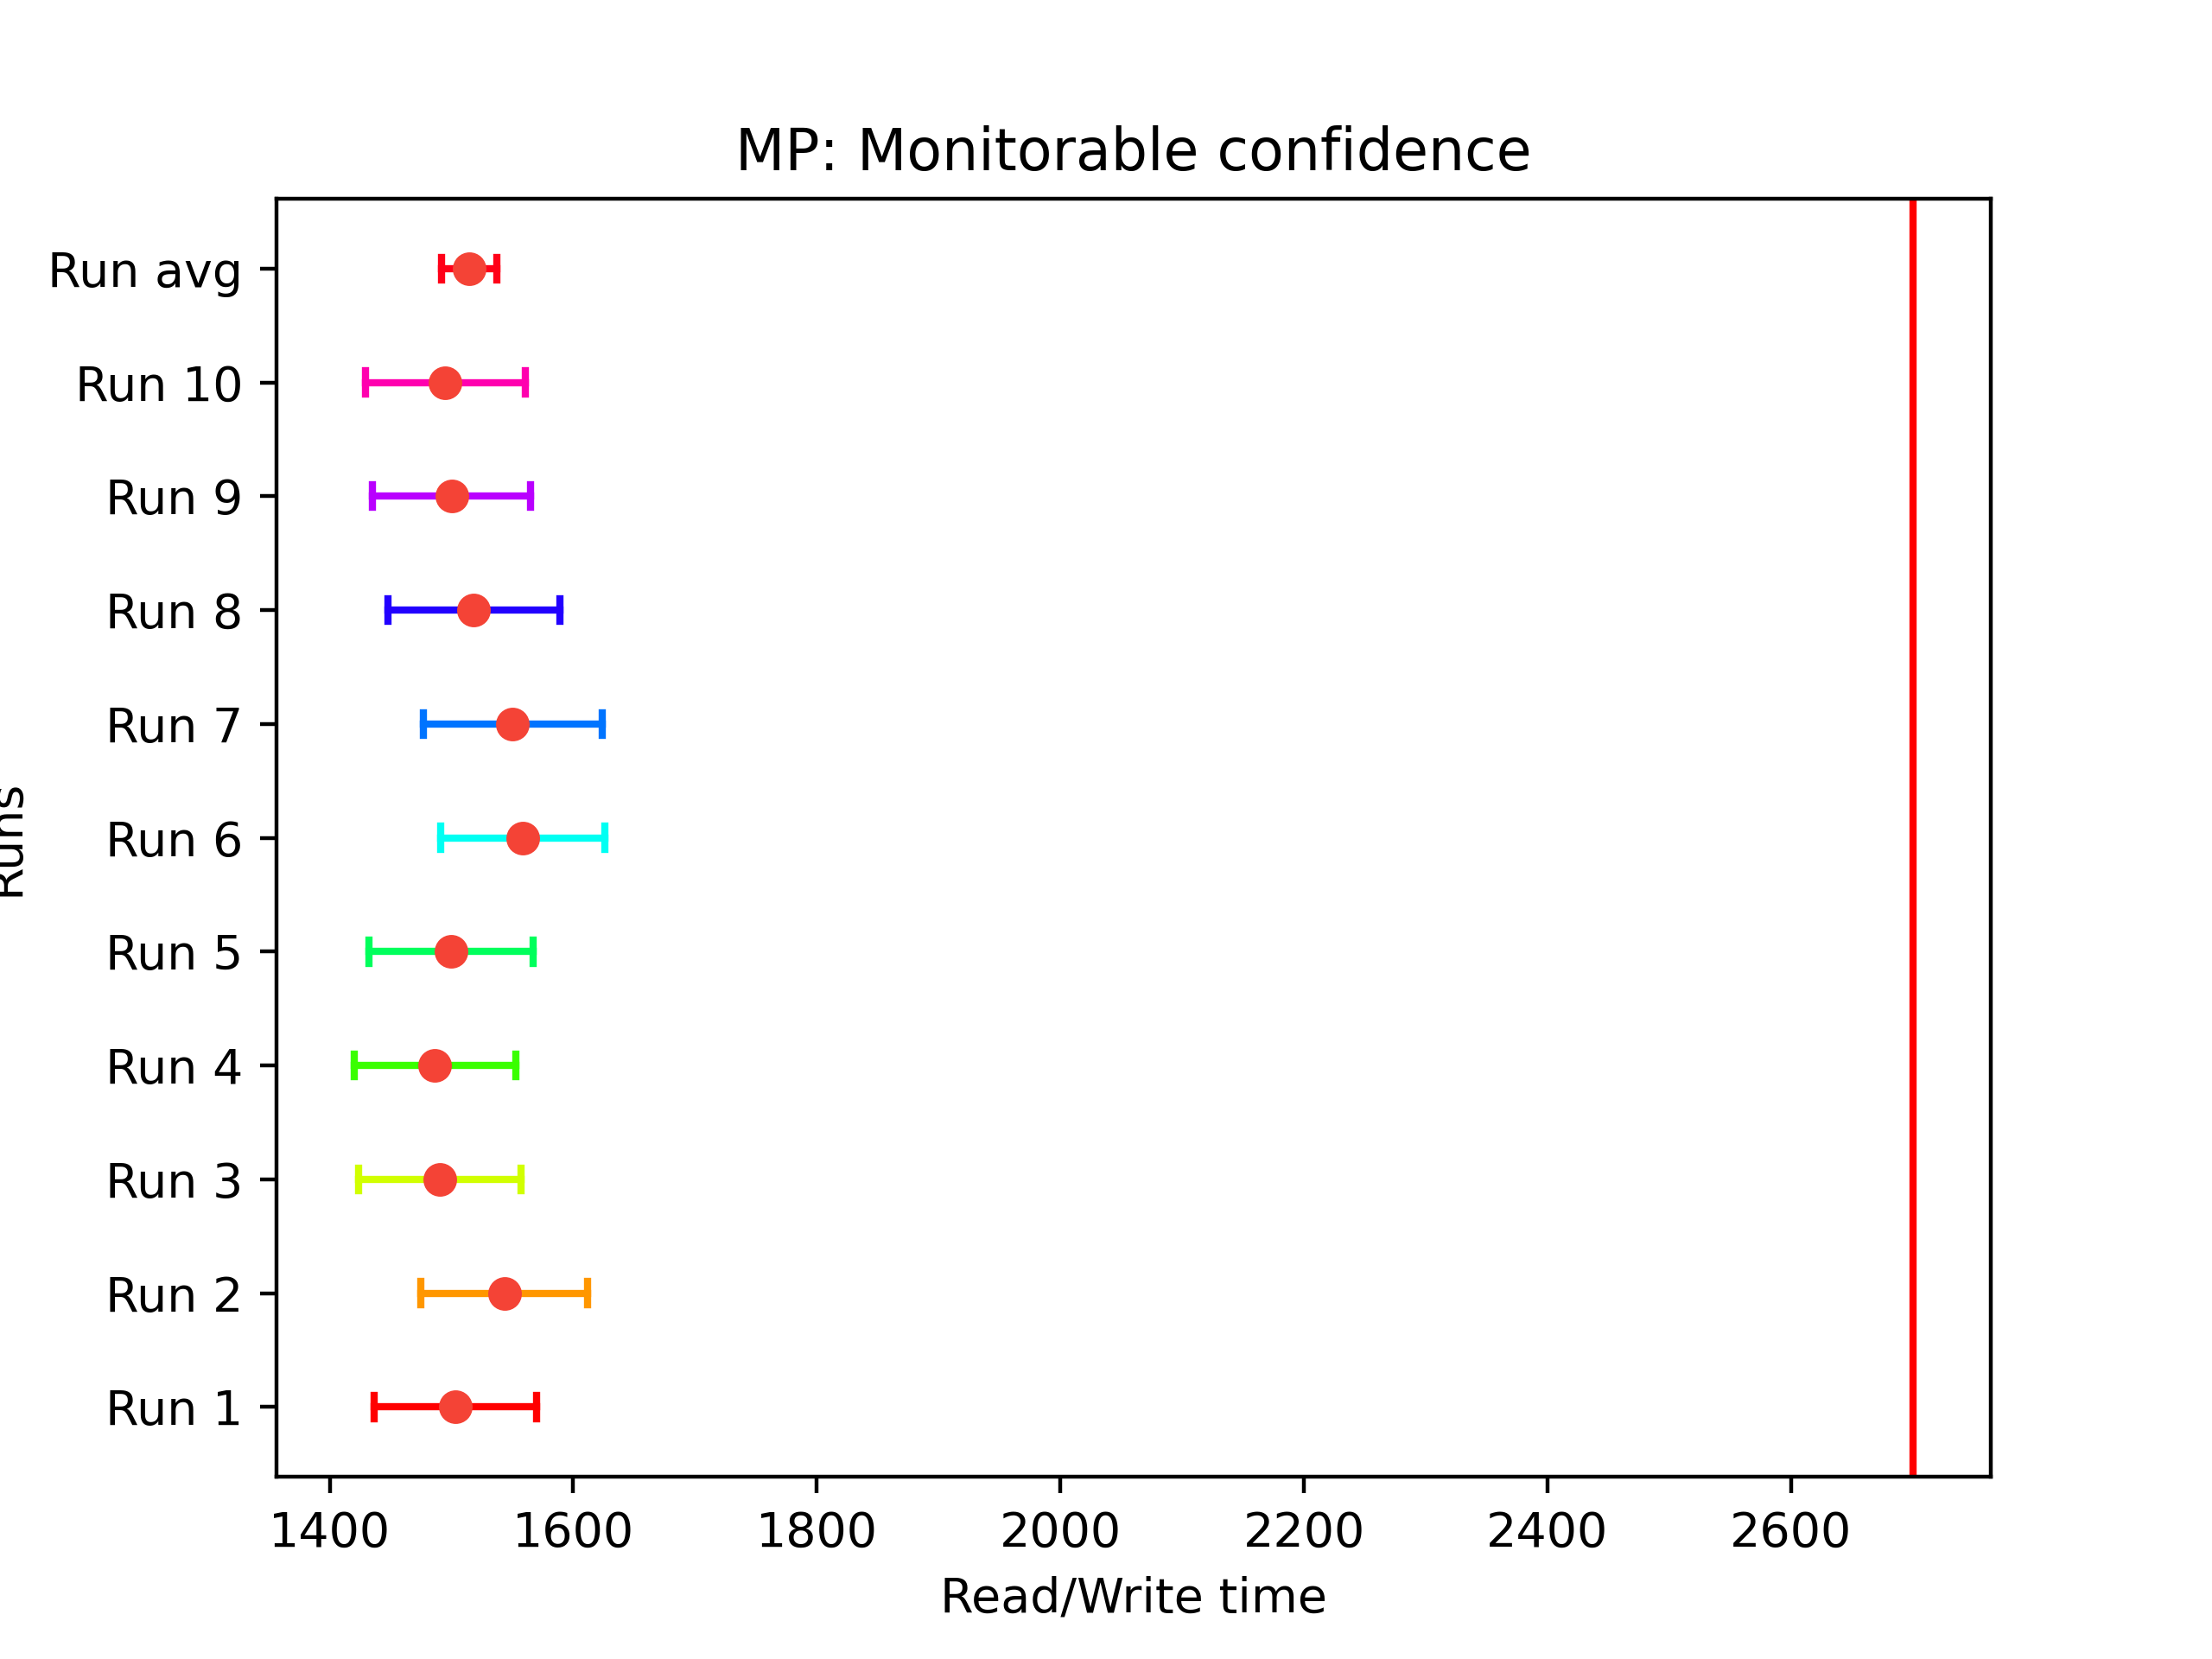 MP: Monitorable confidence
Run avg
Run 10
Run 9
Run 8
Run 7
Run 6
Run 5
Run 4
Run 3
Run 2
Run 1
Runs
1400 1600 1800 2000 2200 2400 2600
Read/Write time